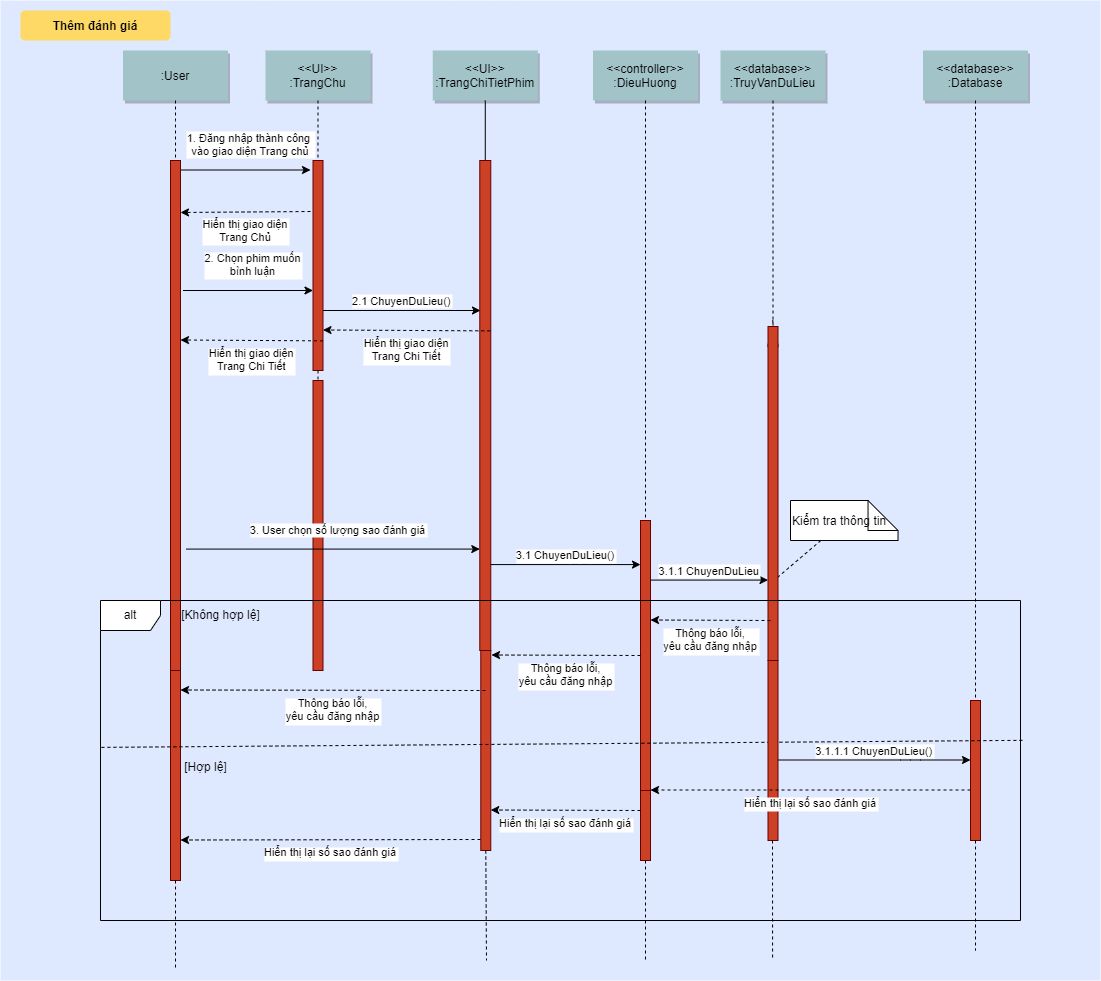 Thêm đánh giá
:User
<<UI>>
:TrangChu
<<UI>>
:TrangChiTietPhim
<<controller>>
:DieuHuong
<<database>>
:TruyVanDuLieu
<<database>>
:Database
1. Đăng nhập thành công
vào giao diện Trang chủ
Hiển thị giao diện
Trang Chủ
2. Chọn phim muốn
bình luận
2.1 ChuyenDuLieu()
Hiển thị giao diện
Trang Chi Tiết
Hiển thị giao diện
Trang Chi Tiết
Kiểm tra thông tin
3. User chọn số lượng sao đánh giá
3.1 ChuyenDuLieu()
3.1.1 ChuyenDuLieu
alt
[Không hợp lệ]
Thông báo lỗi,
yêu cầu đăng nhập
Thông báo lỗi,
yêu cầu đăng nhập
Thông báo lỗi,
yêu cầu đăng nhập
3.1.1.1 ChuyenDuLieu()
[Hợp lệ]
Hiển thị lại số sao đánh giá
Hiển thị lại số sao đánh giá
Hiển thị lại số sao đánh giá